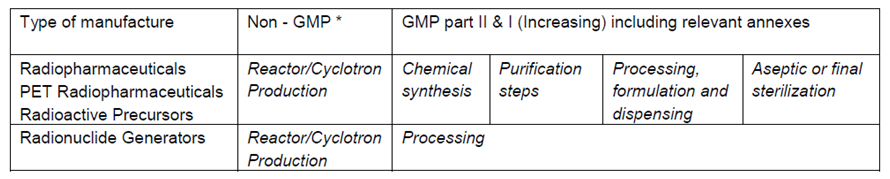 Type of manufacture
Non - GMP *
GMP part II & I (Increasing) including relevant annexes
Radiopharmaceuticals
PET Radiopharmaceuticals
Radioactive Precursors
Reactor/Cyclotron
Production
Chemical
synthesis
Purification
steps
Processing,
formulation and
dispensing
Aseptic or final
sterilization
Radionuclide Generators
Reactor/Cyclotron
Production
Processing